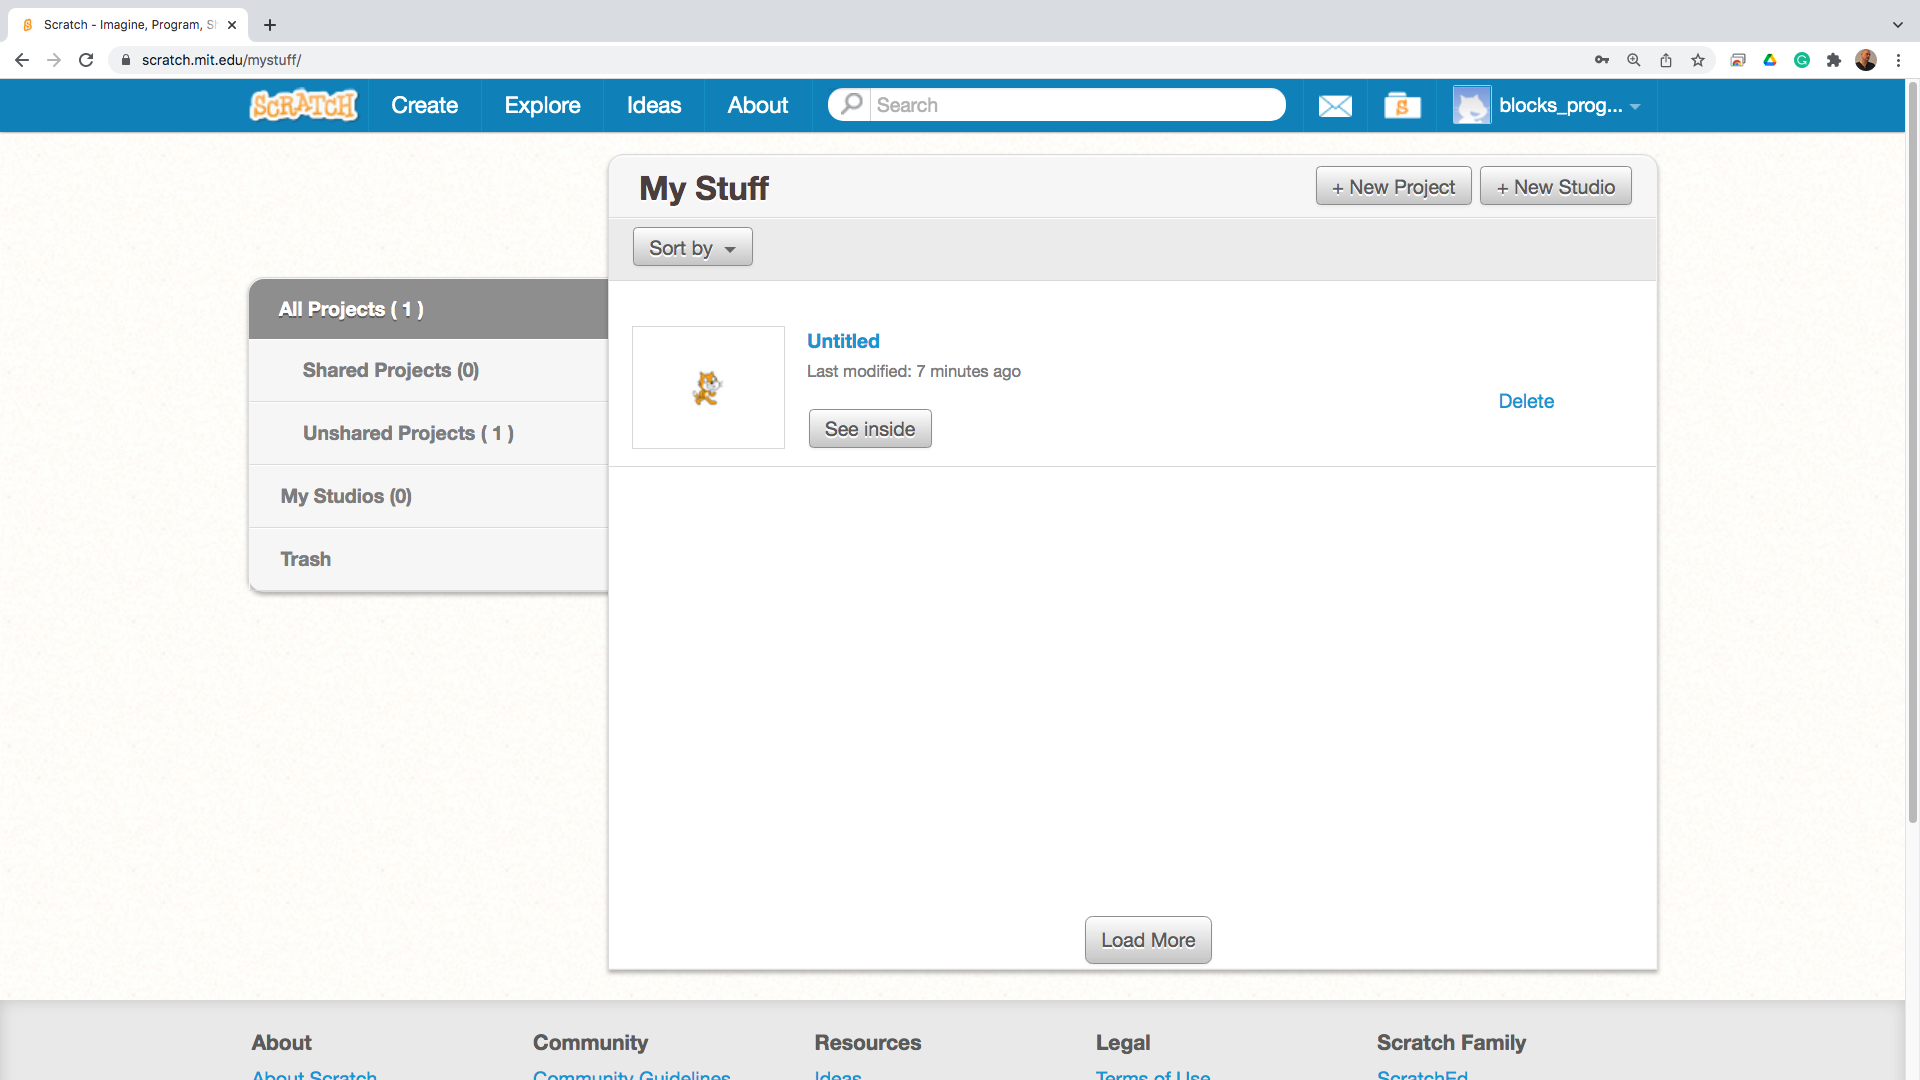 Scratch - Imagine, Program, Sh
scratch.mit.edu/mystuff/
SCRATCH
Create
Explore
Ideas
About
Search
blocks_prog...
My Stuff
+ New Project
+ New Studio
Sort by
All Projects ( 1 )
Shared Projects (0)
Unshared Projects ( 1 )
My Studios (0)
Trash
Untitled
Last modified: 7 minutes ago
See inside
Delete
Load More
About
Community
Resources
Legal
Scratch Family
About Scratch
Community Guidelines
Ideas
Terms of Use
ScratchEd